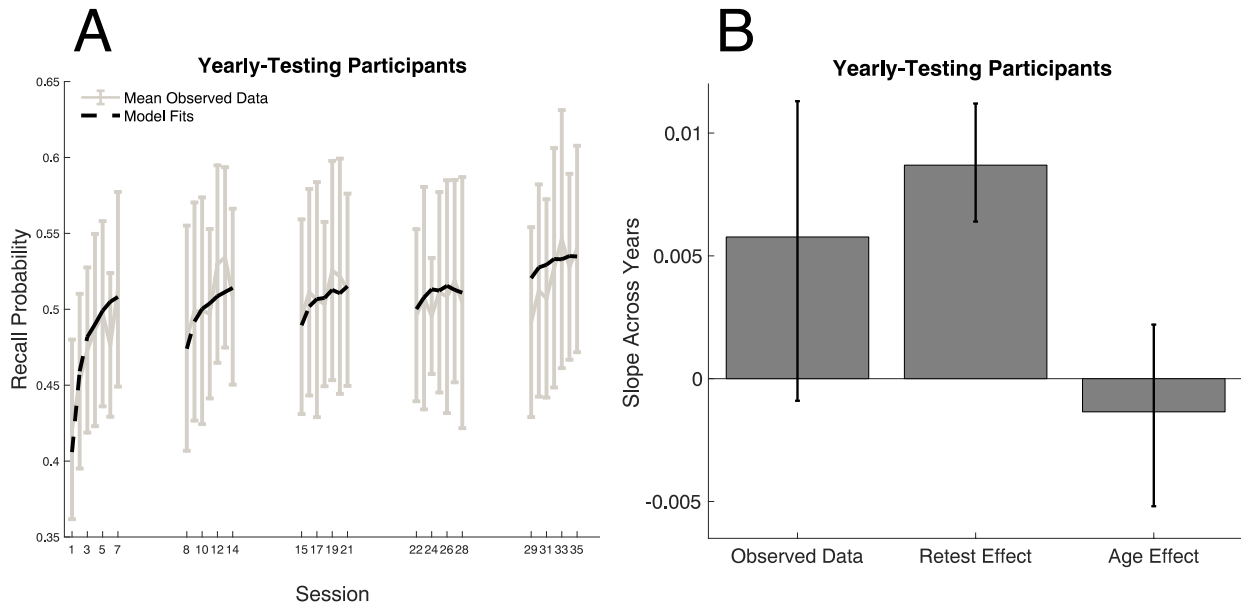 A
Yearly-Testing Participants
0.65
0.6
0.55
0.5
0.45
0.4
0.35
Recall Probability
Mean Observed Data
Model Fits
1 3 5 7 8 10 12 14 15 17 19 21 22 24 26 28 29 31 33 35
Session
B
Yearly-Testing Participants
0.01
0.005
0
-0.005
Slope Across Years
Observed Data Retest Effect Age Effect